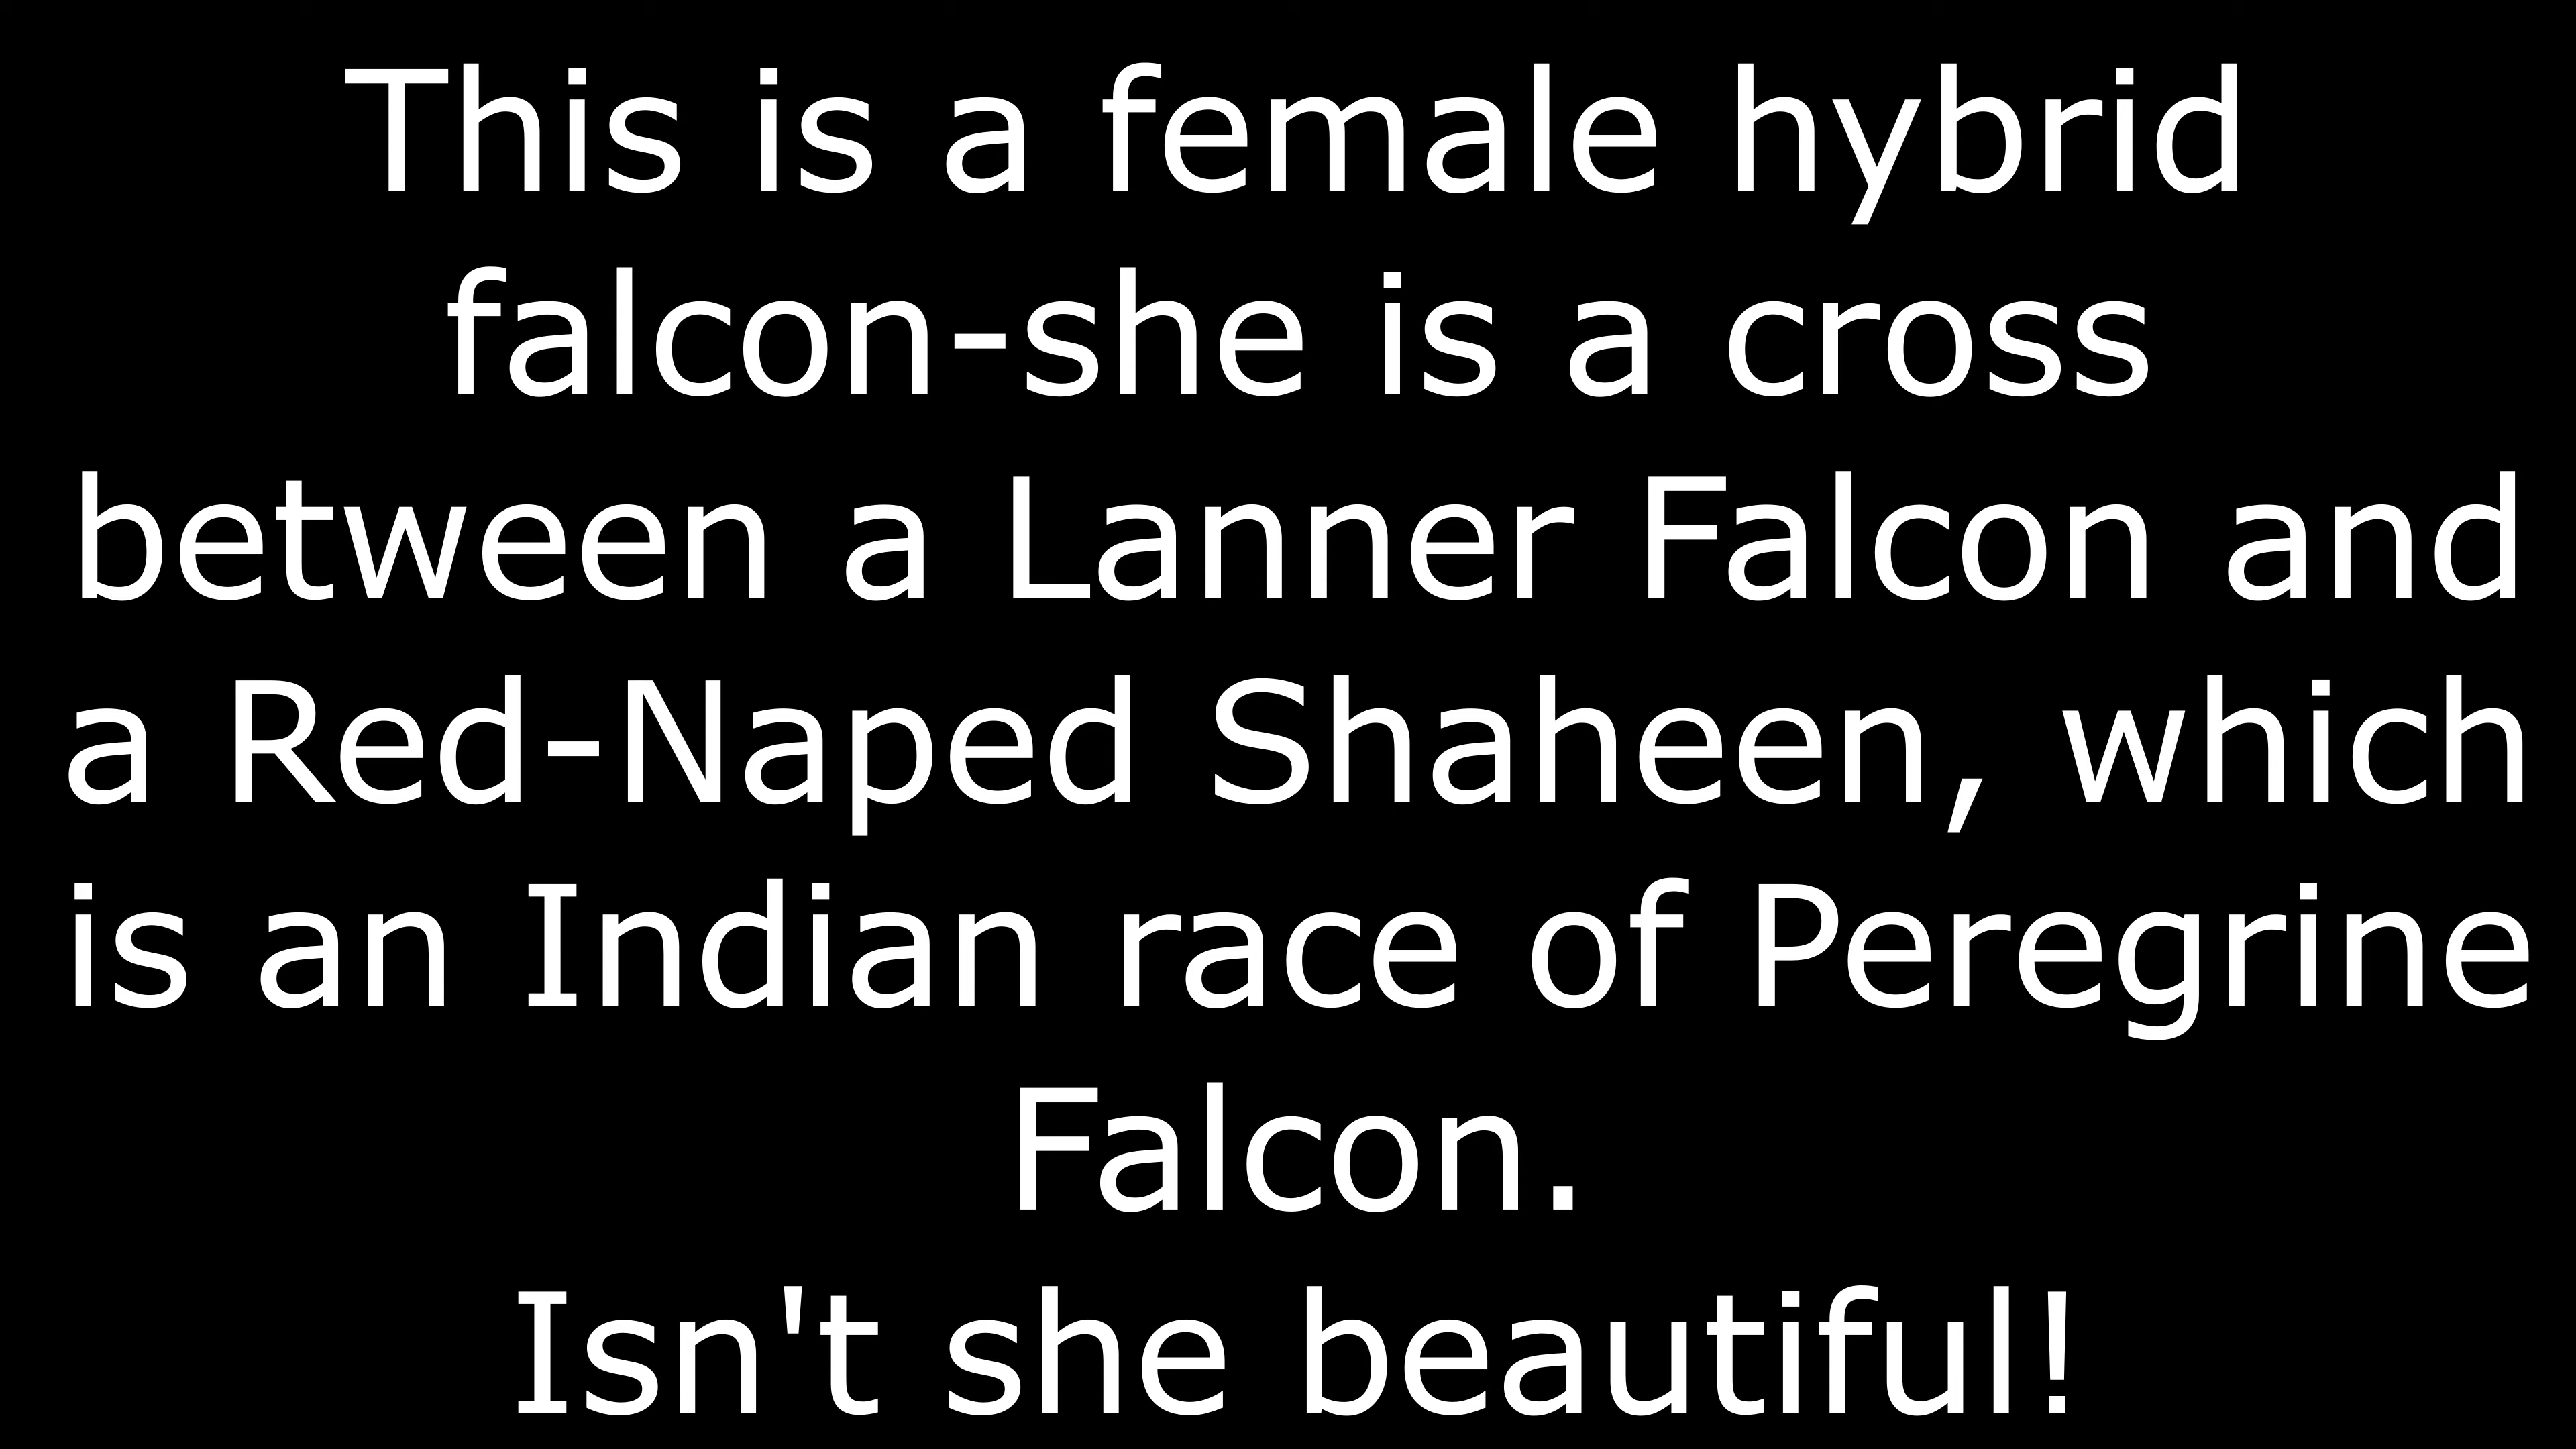 This is a female hybrid
falcon-she is a cross
between a Lanner Falcon and
a Red-Naped Shaheen, which
is an Indian race of Peregrine
Falcon.
Isn't she beautiful!